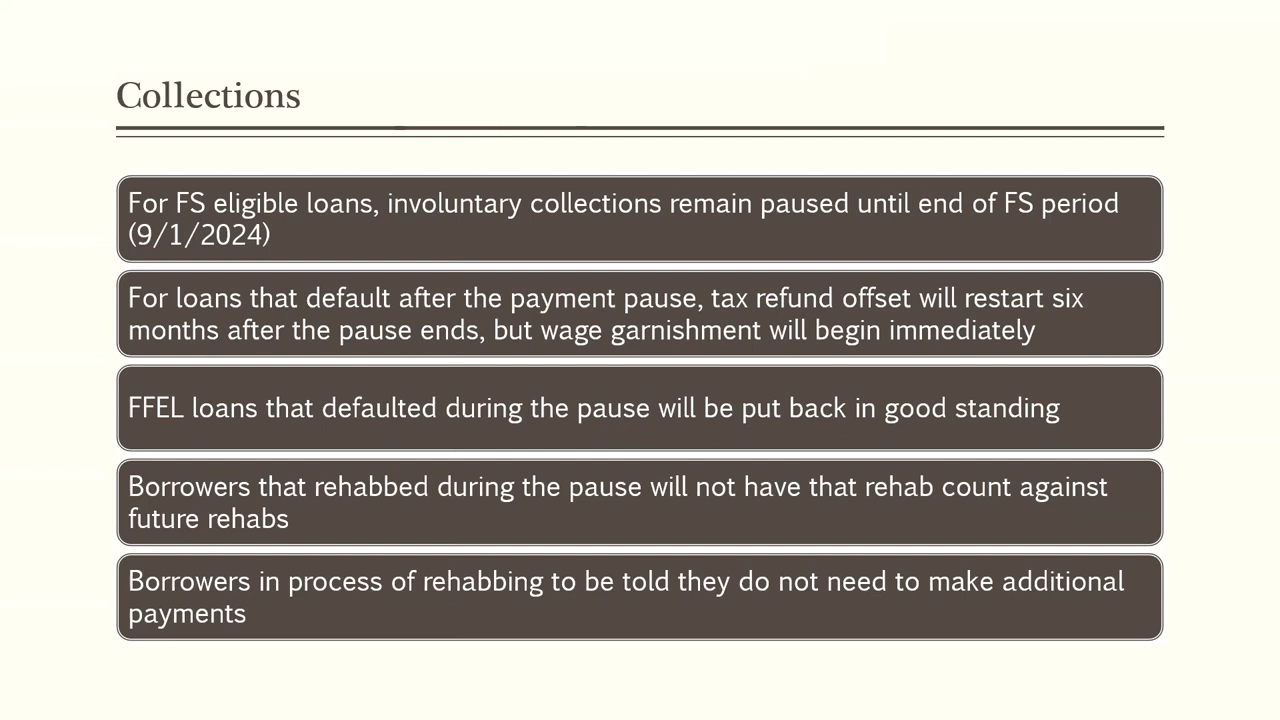 Collections
For FS eligible loans, involuntary collections remain paused until end of FS period
(9/1/2024)
For loans that default after the payment pause, tax refund offset will restart six
months after the pause ends, but wage garnishment will begin immediately
FFEL loans that defaulted during the pause will be put back in good standing
Borrowers that rehabbed during the pause will not have that rehab count against
future rehabs
Borrowers in process of rehabbing to be told they do not need to make additional
payments